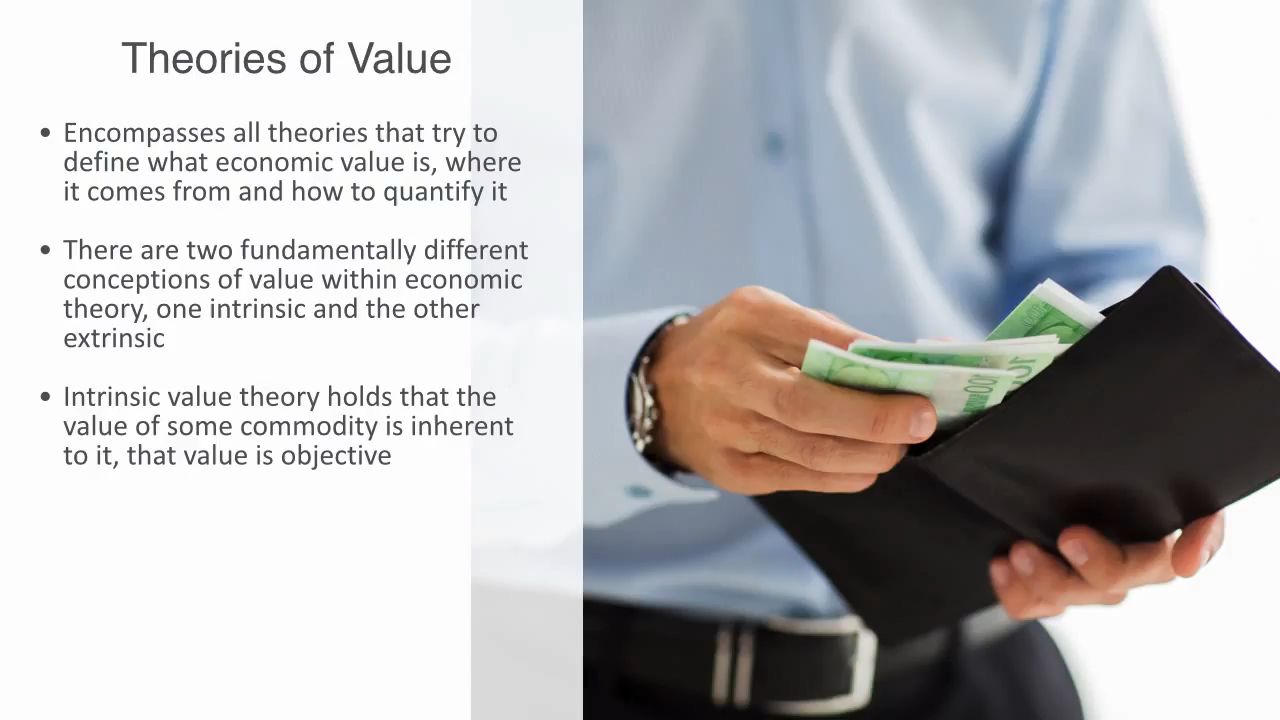 Theories of Value
• Encompasses all theories that try to
define what economic value is, where
it comes from and how to quantify it
• There are two fundamentally different
conceptions of value within economic
theory, one intrinsic and the other
extrinsic
• Intrinsic value theory holds that the
value of some commodity is inherent
to it, that value is objective
100